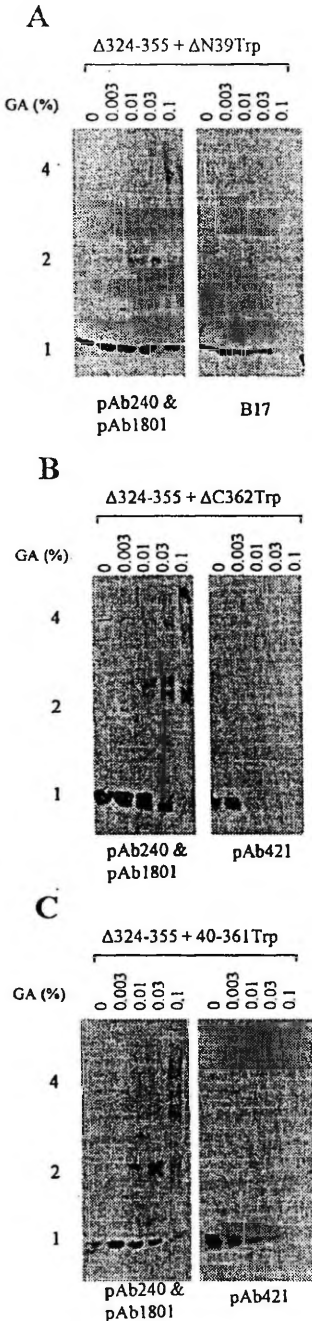 A
Δ324-355 + ΔN39Trp
GA (%)
0 0.003 0.01 0.03 0.1 0 0.003 0.01 0.03 0.1
4
2
1
pAb240 &
pAb1801
B17
B
Δ324-355 + ΔC362Trp
GA (%)
0 0.003 0.01 0.03 0.1 0 0.003 0.01 0.03 0.1
4
2
1
pAb240 &
pAb1801
pAb421
C
Δ324-355 + 40-361Trp
GA (%)
0 0.003 0.01 0.03 0.1 0 0.003 0.01 0.03 0.1
4
2
1
pAb240 &
pAb1801
pAb421